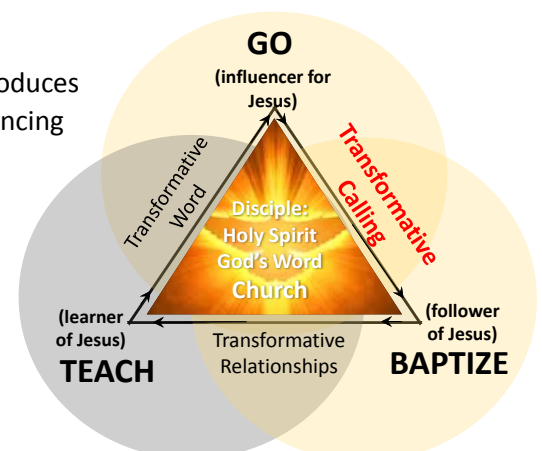 GO
(influencer for
Jesus)
oduces
ncing
Transformative
Word
Transformative
Calling
Disciple:
Holy Spirit
God's Word
Church
(learner
of Jesus)
TEACH
Transformative
Relationships
(follower
of Jesus)
BAPTIZE